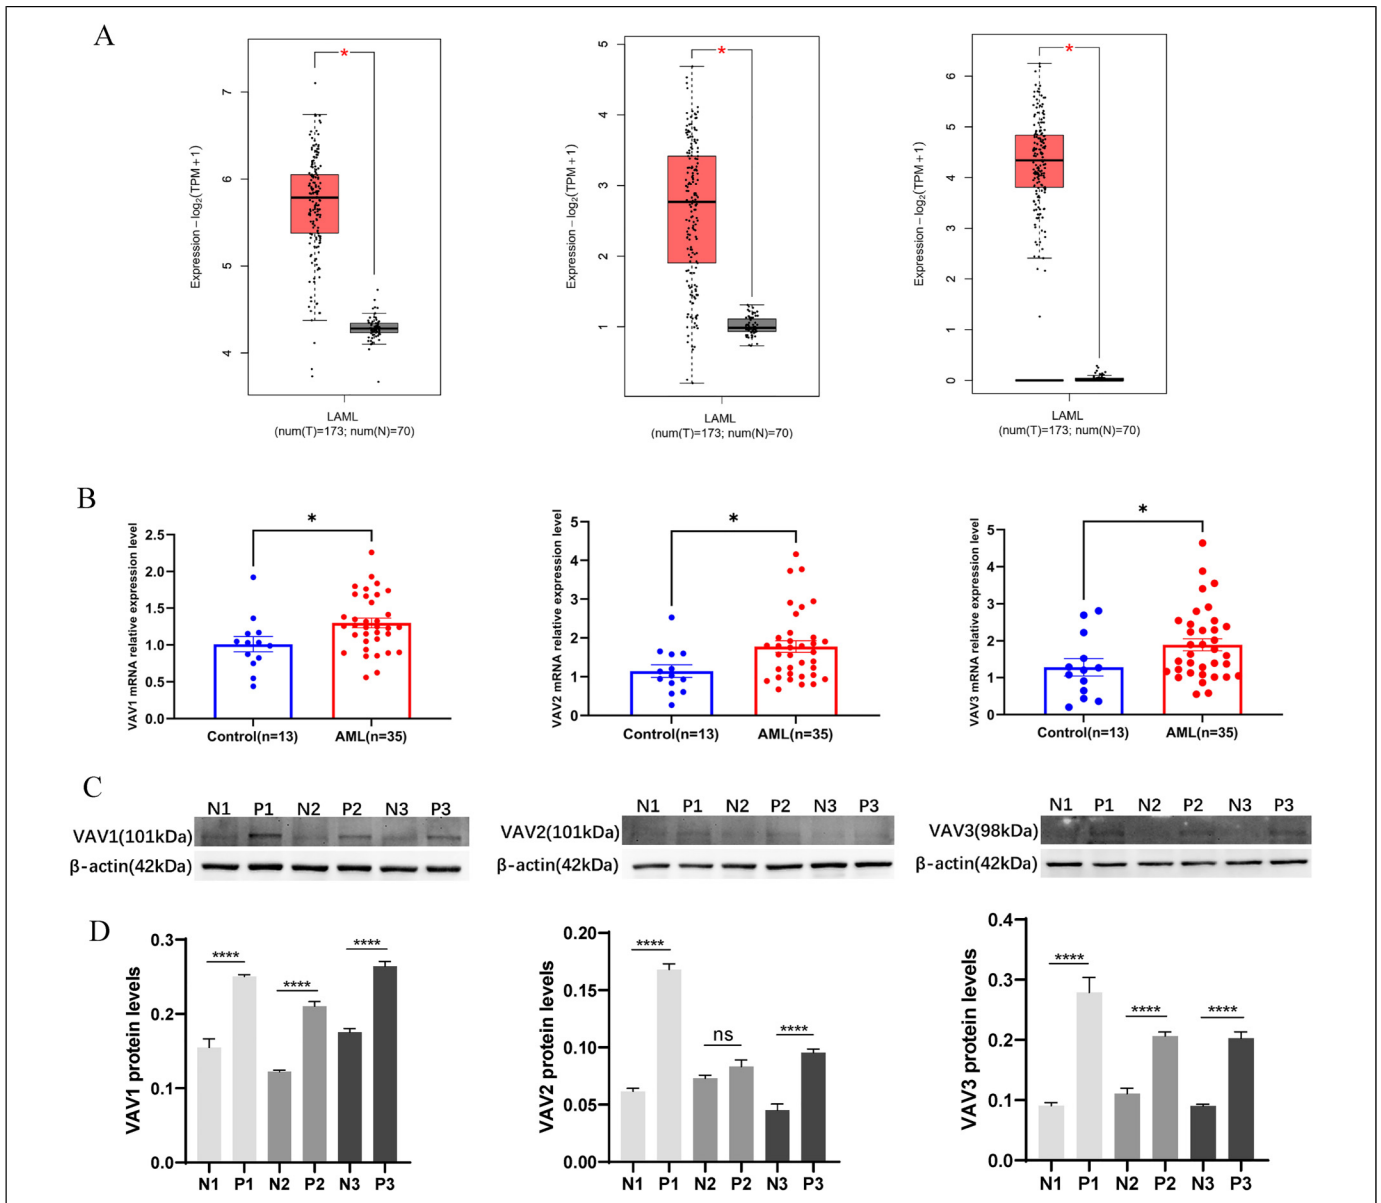 A
*
*
*
Expression – log₂(TPM + 1)
7
6
5
4
LAML
(num(T)=173; num(N)=70)
Expression – log₂(TPM + 1)
5
4
3
2
1
LAML
(num(T)=173; num(N)=70)
Expression – log₂(TPM + 1)
6
5
4
3
2
1
0
LAML
(num(T)=173; num(N)=70)
B
VAV1 mRNA relative expression level
2.5
2.0
1.5
1.0
0.5
0.0
*
Control(n=13) AML(n=35)
VAV2 mRNA relative expression level
5
4
3
2
1
0
*
Control(n=13) AML(n=35)
VAV3 mRNA relative expression level
5
4
3
2
1
0
*
Control(n=13) AML(n=35)
C
N1 P1 N2 P2 N3 P3
VAV1(101kDa)
β-actin(42kDa)
N1 P1 N2 P2 N3 P3
VAV2(101kDa)
β-actin(42kDa)
N1 P1 N2 P2 N3 P3
VAV3(98kDa)
β-actin(42kDa)
D
VAV1 protein levels
0.3
0.2
0.1
0.0
**** **** ****
N1 P1 N2 P2 N3 P3
VAV2 protein levels
0.20
0.15
0.10
0.05
0.00
**** ns ****
N1 P1 N2 P2 N3 P3
VAV3 protein levels
0.4
0.3
0.2
0.1
0.0
**** **** ****
N1 P1 N2 P2 N3 P3